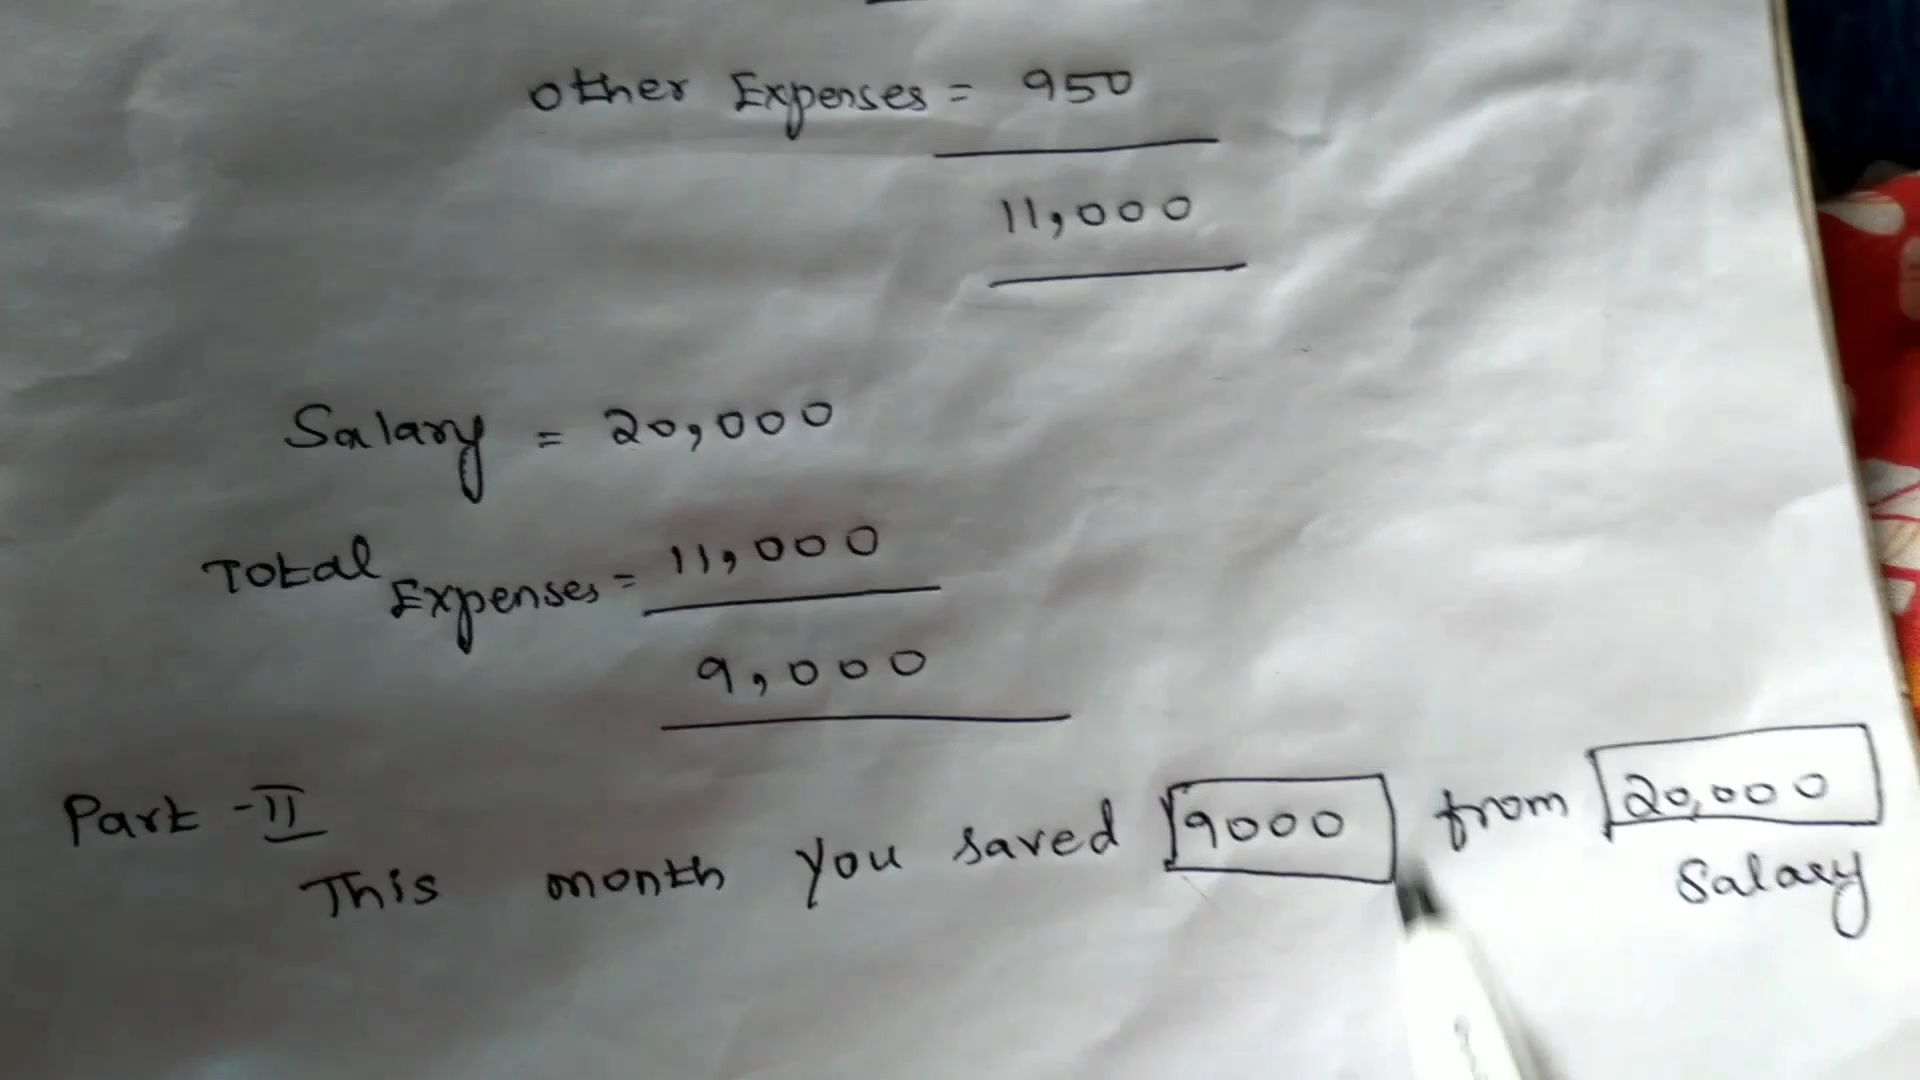 other Expenses = 950
11,000
Salary = 20,000
Total Expenses = 11,000
9,000
Part - II
This month you saved 9000 from 20,000
Salary